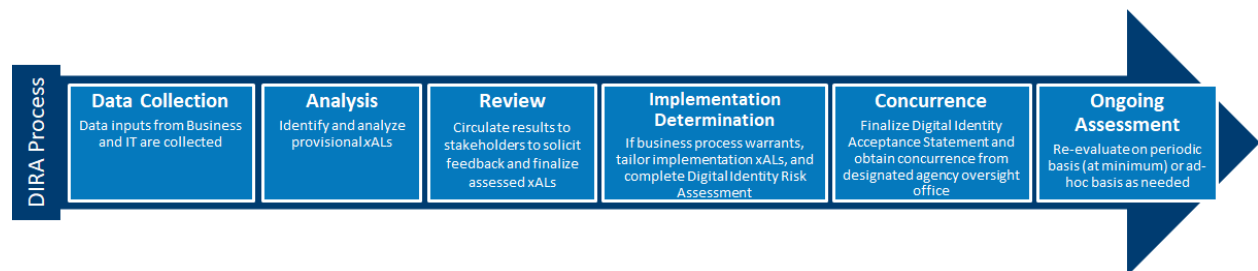 DIRA Process
Data Collection
Data inputs from Business
and IT are collected
Analysis
Identify and analyze
provisional xALs
Review
Circulate results to
stakeholders to solicit
feedback and finalize
assessed xALs
Implementation
Determination
If business process warrants,
tailor implementation xALs, and
complete Digital Identity Risk
Assessment
Concurrence
Finalize Digital Identity
Acceptance Statement and
obtain concurrence from
designated agency oversight
office
Ongoing
Assessment
Re-evaluate on periodic
basis (at minimum) or ad-
hoc basis as needed